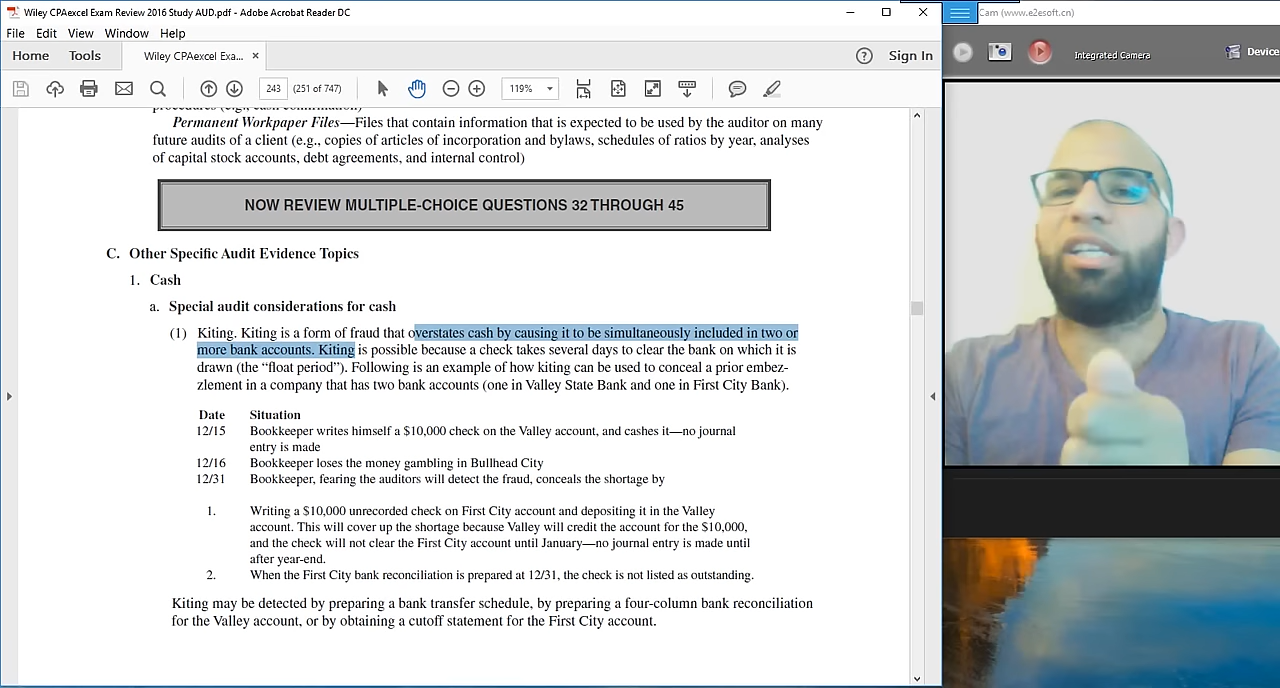 Wiley CPAexcel Exam Review 2016 Study AUD.pdf - Adobe Acrobat Reader DC
Cam (www.e2esoft.cn)
File Edit View Window Help
Home Tools Wiley CPAexcel Exa... × Sign In
Integrated Camera
Device
243 (251 of 747) 119%
Permanent Workpaper Files—Files that contain information that is expected to be used by the auditor on many
future audits of a client (e.g., copies of articles of incorporation and bylaws, schedules of ratios by year, analyses
of capital stock accounts, debt agreements, and internal control)
NOW REVIEW MULTIPLE-CHOICE QUESTIONS 32 THROUGH 45
C. Other Specific Audit Evidence Topics
1. Cash
a. Special audit considerations for cash
(1) Kiting. Kiting is a form of fraud that overstates cash by causing it to be simultaneously included in two or
more bank accounts. Kiting is possible because a check takes several days to clear the bank on which it is
drawn (the “float period”). Following is an example of how kiting can be used to conceal a prior embez-
zlement in a company that has two bank accounts (one in Valley State Bank and one in First City Bank).
Date Situation
12/15 Bookkeeper writes himself a $10,000 check on the Valley account, and cashes it—no journal
entry is made
12/16 Bookkeeper loses the money gambling in Bullhead City
12/31 Bookkeeper, fearing the auditors will detect the fraud, conceals the shortage by
1. Writing a $10,000 unrecorded check on First City account and depositing it in the Valley
account. This will cover up the shortage because Valley will credit the account for the $10,000,
and the check will not clear the First City account until January—no journal entry is made until
after year-end.
2. When the First City bank reconciliation is prepared at 12/31, the check is not listed as outstanding.
Kiting may be detected by preparing a bank transfer schedule, by preparing a four-column bank reconciliation
for the Valley account, or by obtaining a cutoff statement for the First City account.